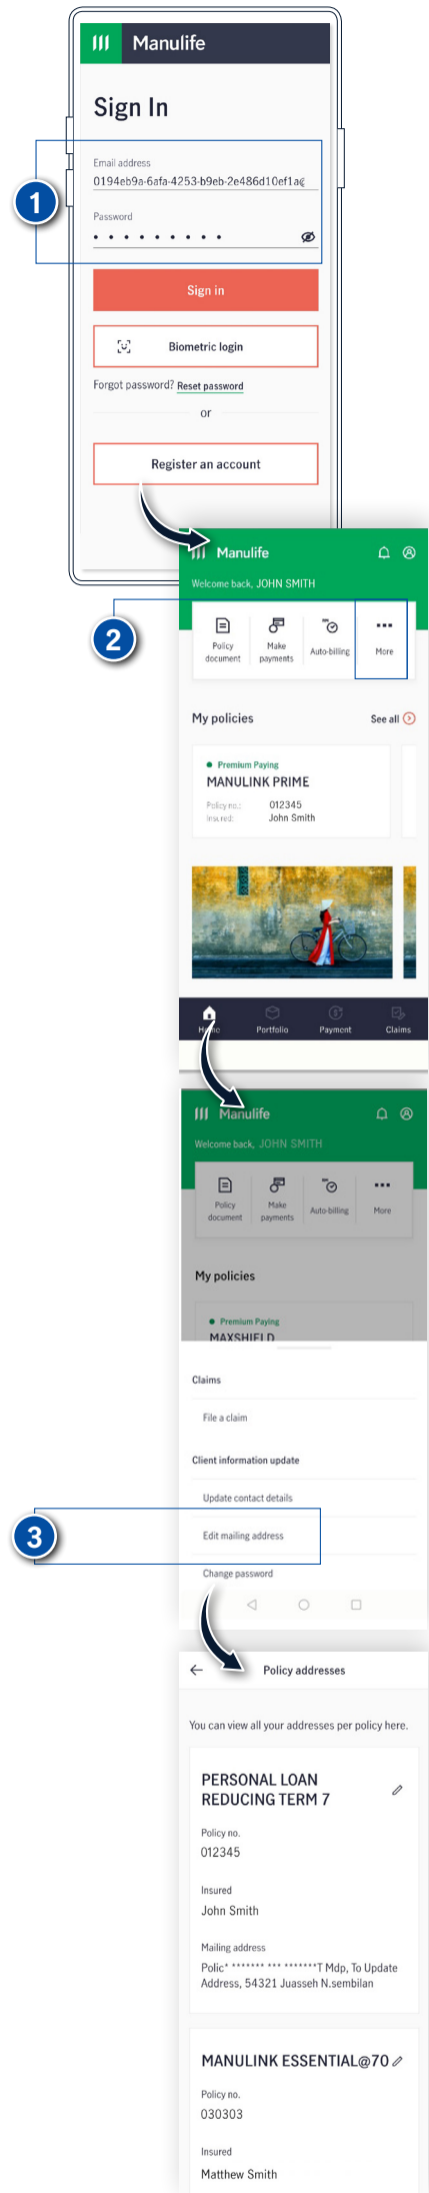 Manulife
Sign In
1
Email address
0194eb9a-6afa-4253-b9eb-2e486d10ef1a@
Password
Sign in
Biometric login
Forgot password? Reset password
or
Register an account
Manulife
Welcome back, JOHN SMITH
2
Policy document
Make payments
Auto-billing
More
My policies
See all
Premium Paying
MANULINK PRIME
Policy no.: 012345
Insured: John Smith
Home
Portfolio
Payment
Claims
Manulife
Welcome back, JOHN SMITH
Policy document
Make payments
Auto-billing
More
My policies
Premium Paying
MAXSHIELD
Claims
File a claim
Client information update
Update contact details
3
Edit mailing address
Change password
Policy addresses
You can view all your addresses per policy here.
PERSONAL LOAN
REDUCING TERM 7
Policy no.
012345
Insured
John Smith
Mailing address
Polic* ******* *** *******T Mdp, To Update
Address, 54321 Juasseh N.sembilan
MANULINK ESSENTIAL@70
Policy no.
030303
Insured
Matthew Smith